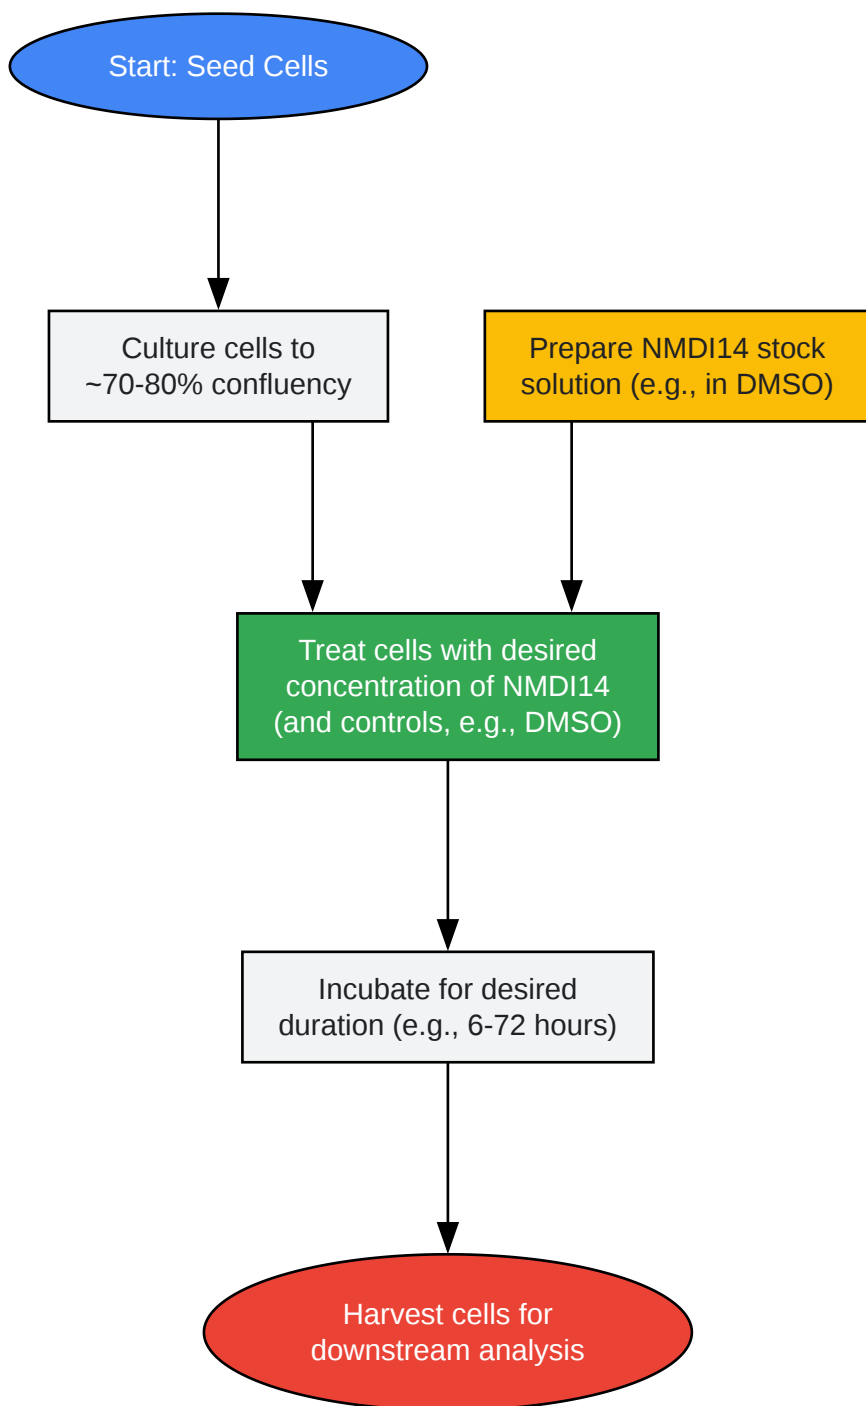 Start: Seed Cells
Culture cells to
~70-80% confluency
Prepare NMDI14 stock
solution (e.g., in DMSO)
Treat cells with desired
concentration of NMDI14
(and controls, e.g., DMSO)
Incubate for desired
duration (e.g., 6-72 hours)
Harvest cells for
downstream analysis